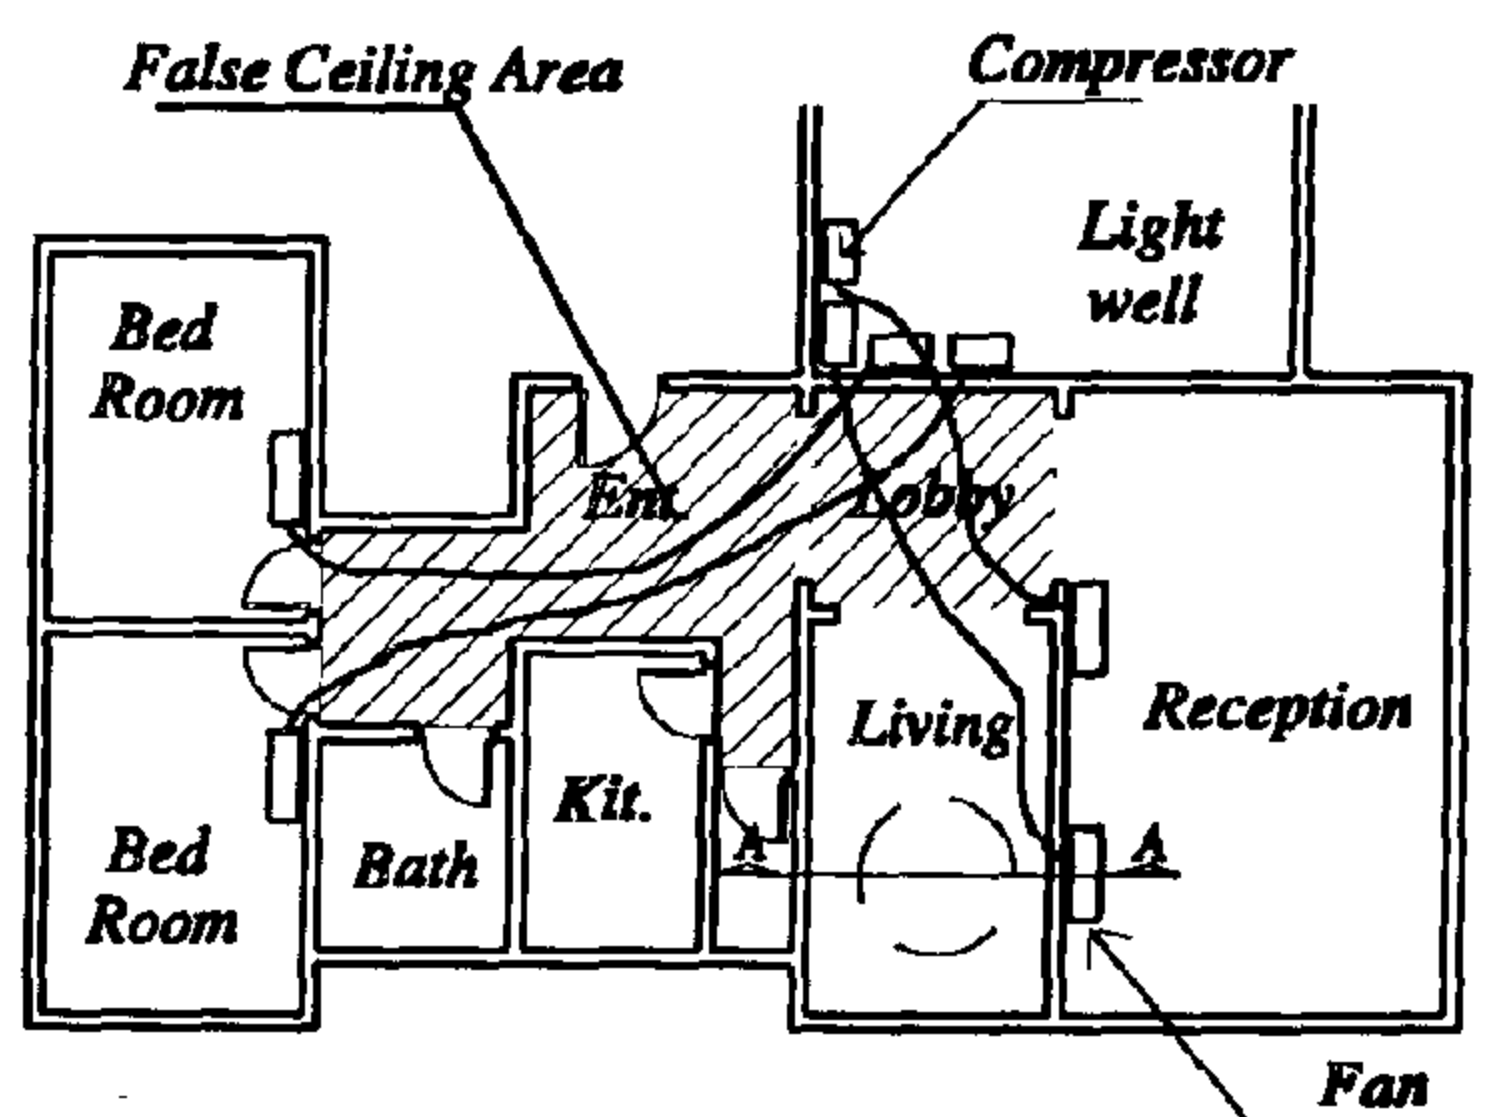 False Ceiling Area
Compressor
Light
well
Bed
Room
Ent.
Lobby
Living
Reception
Kit.
Bed
Room
Bath
A
A
Fan